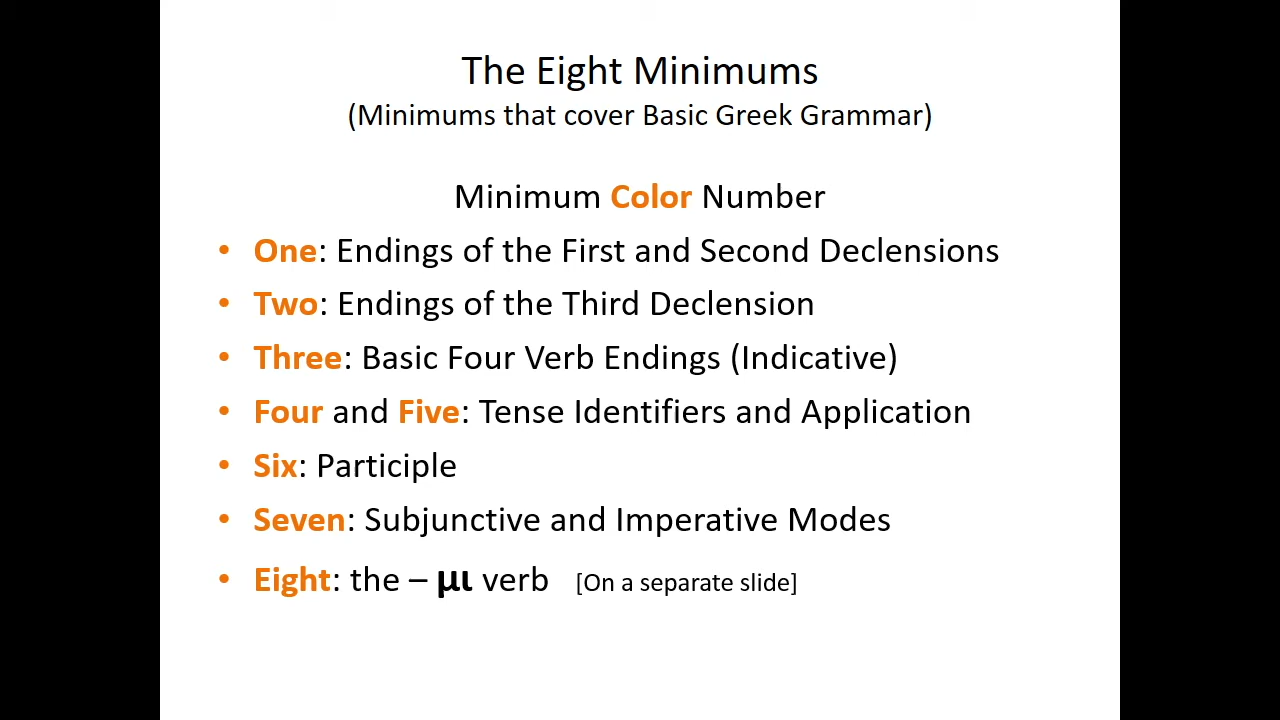 The Eight Minimums
(Minimums that cover Basic Greek Grammar)
Minimum Color Number
• One: Endings of the First and Second Declensions
• Two: Endings of the Third Declension
• Three: Basic Four Verb Endings (Indicative)
• Four and Five: Tense Identifiers and Application
• Six: Participle
• Seven: Subjunctive and Imperative Modes
• Eight: the – μι verb [On a separate slide]